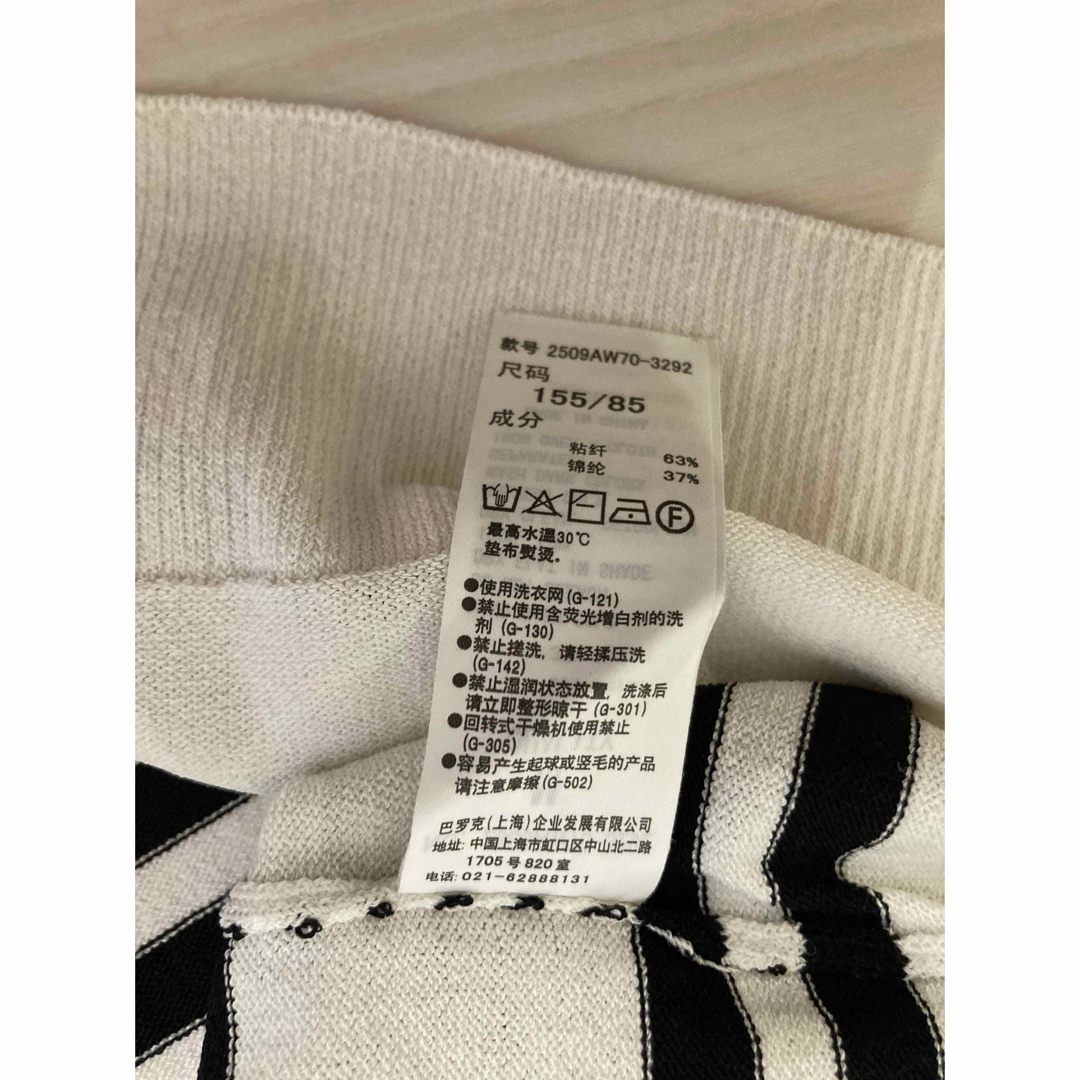 款号 2509AW70-3292
尺码
155/85
成分
粘纤 63%
锦纶 37%
F
最高水温30℃
垫布熨烫.
●使用洗衣网(G-121)
●禁止使用含荧光增白剂的洗
剂 (G-130)
●禁止搓洗, 请轻揉压洗
(G-142)
●禁止湿润状态放置, 洗涤后
请立即整形晾干(G-301)
●回转式干燥机使用禁止
(G-305)
●容易产生起球或竖毛的产品
请注意摩擦(G-502)
巴罗克(上海)企业发展有限公司
地址: 中国上海市虹口区中山北二路
1705号820室
电话: 021-62888131